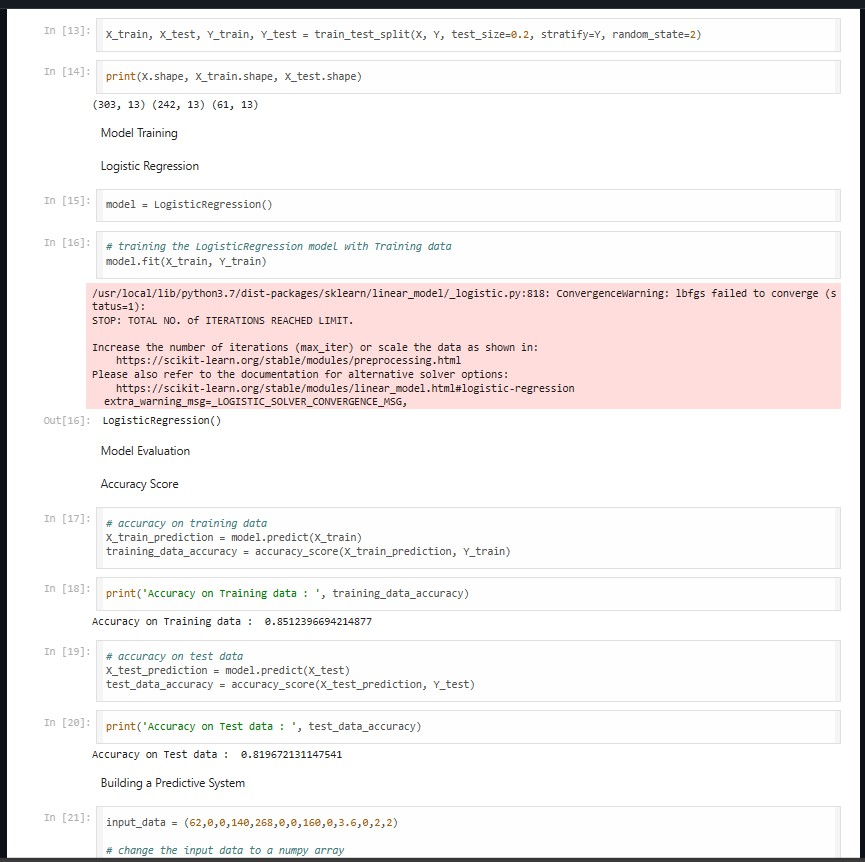 In [13]: X_train, X_test, Y_train, Y_test = train_test_split(X, Y, test_size=0.2, stratify=Y, random_state=2)
In [14]: print(X.shape, X_train.shape, X_test.shape)
(303, 13) (242, 13) (61, 13)
Model Training
Logistic Regression
In [15]: model = LogisticRegression()
In [16]: # training the LogisticRegression model with Training data
model.fit(X_train, Y_train)
/usr/local/lib/python3.7/dist-packages/sklearn/linear_model/_logistic.py:818: ConvergenceWarning: lbfgs failed to converge (s
tatus=1):
STOP: TOTAL NO. of ITERATIONS REACHED LIMIT.
Increase the number of iterations (max_iter) or scale the data as shown in:
https://scikit-learn.org/stable/modules/preprocessing.html
Please also refer to the documentation for alternative solver options:
https://scikit-learn.org/stable/modules/linear_model.html#logistic-regression
extra_warning_msg=_LOGISTIC_SOLVER_CONVERGENCE_MSG,
Out[16]: LogisticRegression()
Model Evaluation
Accuracy Score
In [17]: # accuracy on training data
X_train_prediction = model.predict(X_train)
training_data_accuracy = accuracy_score(X_train_prediction, Y_train)
In [18]: print('Accuracy on Training data : ', training_data_accuracy)
Accuracy on Training data :  0.8512396694214877
In [19]: # accuracy on test data
X_test_prediction = model.predict(X_test)
test_data_accuracy = accuracy_score(X_test_prediction, Y_test)
In [20]: print('Accuracy on Test data : ', test_data_accuracy)
Accuracy on Test data :  0.819672131147541
Building a Predictive System
In [21]: input_data = (62,0,0,140,268,0,0,160,0,3.6,0,2,2)
# change the input data to a numpy array